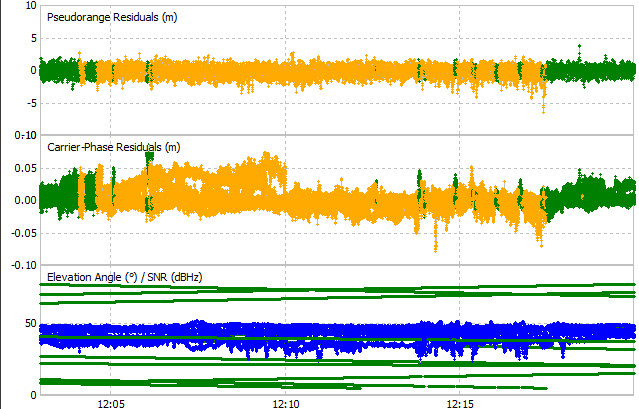 10
Pseudorange Residuals (m)
5
0
-5
0.10
Carrier-Phase Residuals (m)
0.05
0.00
-0.05
-0.10
Elevation Angle (°) / SNR (dBHz)
50
0
12:05 12:10 12:15